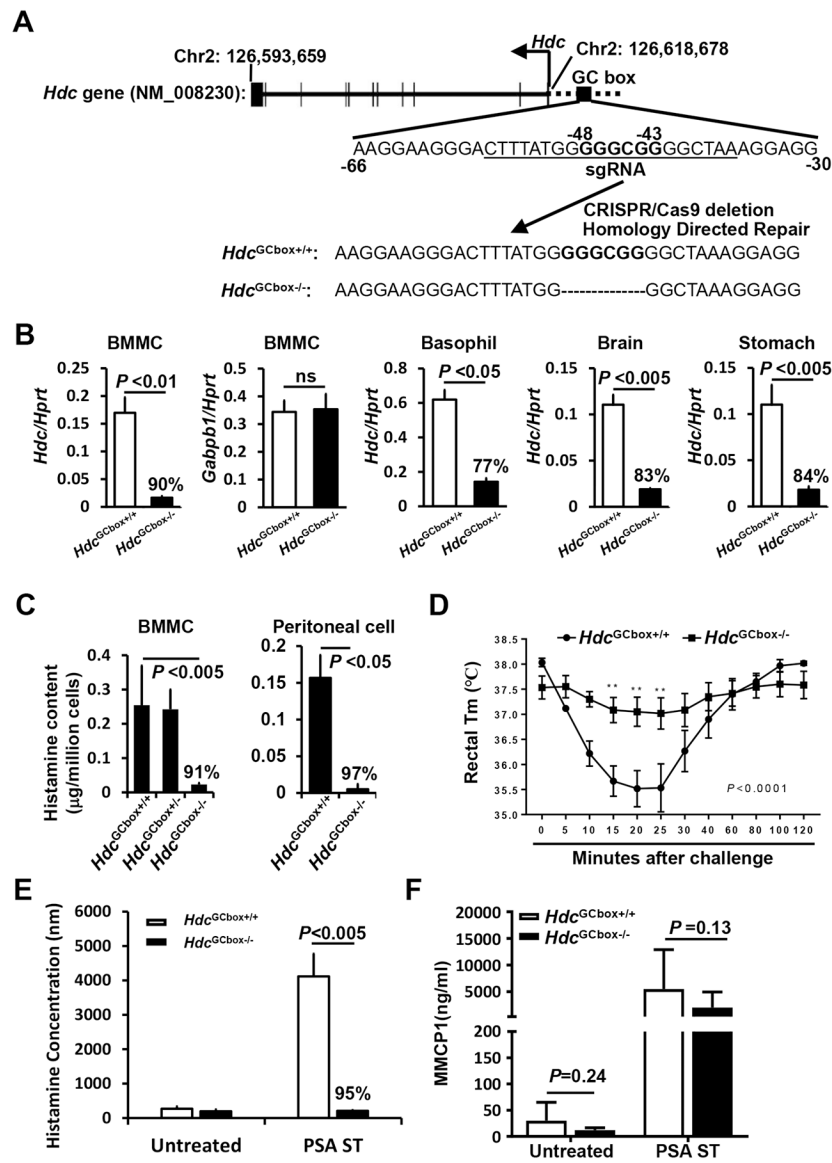 A
Chr2: 126,593,659
Hdc
Chr2: 126,618,678
GC box
Hdc gene (NM_008230):
-48 -43
AAGGAAGGGACTTTATGGGGGCGGGGCTAAAGGAGG
-66 -30
sgRNA
CRISPR/Cas9 deletion
Homology Directed Repair
HdcGCbox+/+: AAGGAAGGGACTTTATGGGGGCGGGGCTAAAGGAGG
HdcGCbox-/-: AAGGAAGGGACTTTATGG--------------GGCTAAAGGAGG
B
BMMC BMMC Basophil Brain Stomach
Hdc/Hprt
0.25
0.2
0.15
0.1
0.05
0
P <0.01
90%
HdcGCbox+/+
HdcGCbox-/-
Gabpb1/Hprt
0.5
0.4
0.3
0.2
0.1
0
ns
HdcGCbox+/+
HdcGCbox-/-
Hdc/Hprt
0.8
0.6
0.4
0.2
0
P <0.05
77%
HdcGCbox+/+
HdcGCbox-/-
Hdc/Hprt
0.15
0.1
0.05
0
P <0.005
83%
HdcGCbox+/+
HdcGCbox-/-
Hdc/Hprt
0.15
0.1
0.05
0
P <0.005
84%
HdcGCbox+/+
HdcGCbox-/-
C
BMMC
Histamine content
(µg/million cells)
0.4
0.3
0.2
0.1
0
P <0.005
91%
HdcGCbox+/+
HdcGCbox+/-
HdcGCbox-/-
Peritoneal cell
0.2
0.15
0.1
0.05
0
P <0.05
97%
HdcGCbox+/+
HdcGCbox-/-
D
HdcGCbox+/+ HdcGCbox-/-
Rectal Tm (°C)
38.5
38.0
37.5
37.0
36.5
36.0
35.5
35.0
** ** **
P<0.0001
0 5 10 15 20 25 30 40 60 80 100 120
Minutes after challenge
E
Histamine Concentration (nm)
6000
5000
4000
3000
2000
1000
0
HdcGCbox+/+
HdcGCbox-/-
P<0.005
95%
Untreated PSA ST
F
MMCP1(ng/ml)
20000
15000
10000
5000
200
150
100
50
0
HdcGCbox+/+
HdcGCbox-/-
P =0.13
P=0.24
Untreated PSA ST